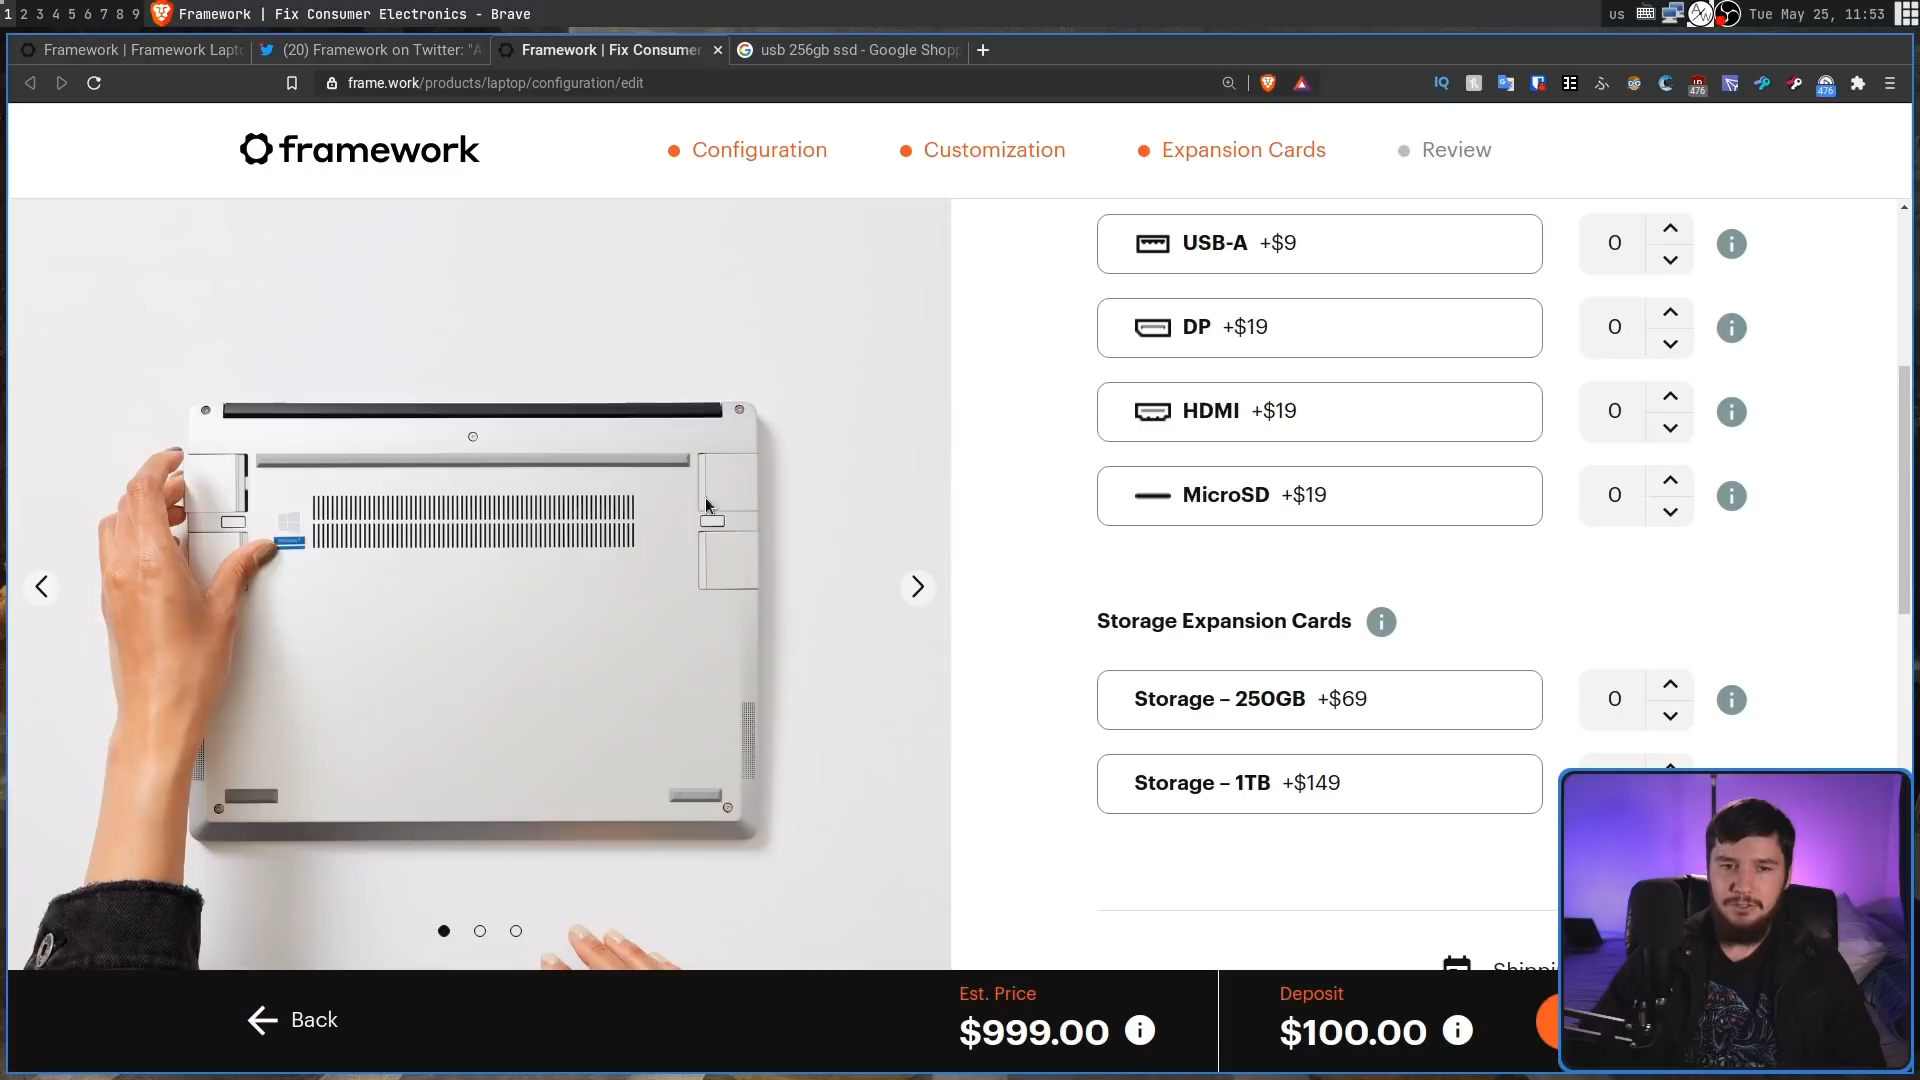 1 2 3 4 5 6 7 8 9 Framework | Fix Consumer Electronics - Brave
us Tue May 25, 11:53
Framework | Framework Lapt
(20) Framework on Twitter: "A
Framework | Fix Consumer
usb 256gb ssd - Google Shopp
frame.work/products/laptop/configuration/edit
IQ
476
476
framework
Configuration
Customization
Expansion Cards
Review
USB-A +$9
0
DP +$19
0
HDMI +$19
0
MicroSD +$19
0
Storage Expansion Cards
Storage – 250GB +$69
0
Storage – 1TB +$149
Back
Est. Price
$999.00
Deposit
$100.00